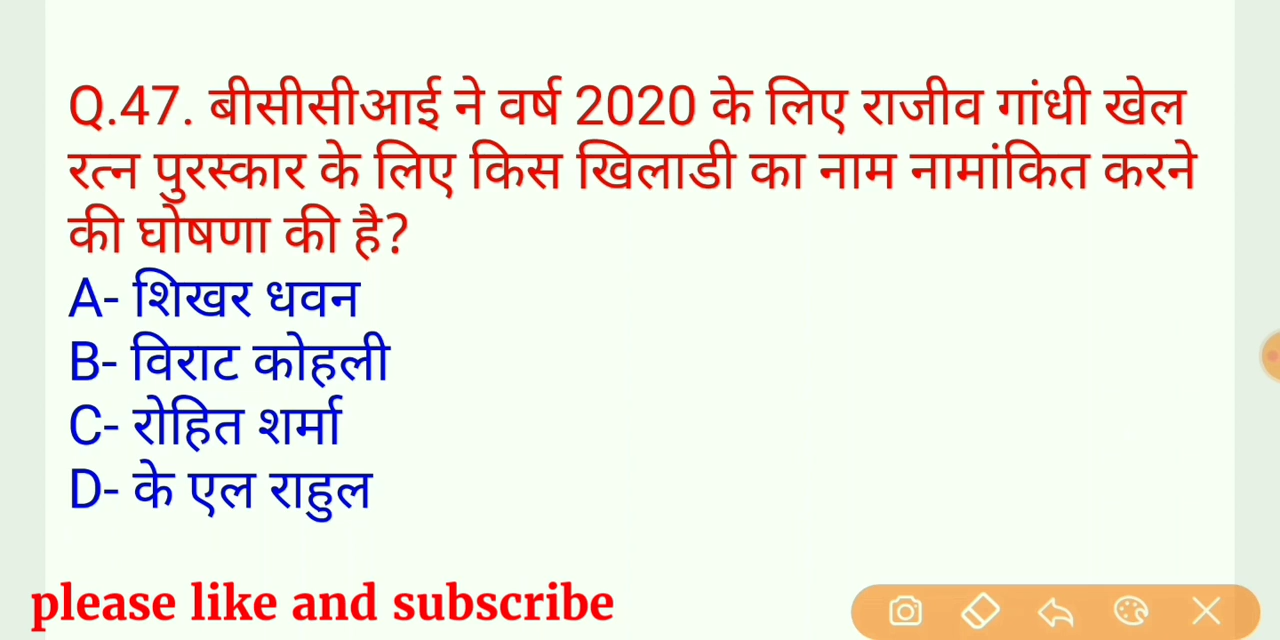 Q.47. बीसीसीआई ने वर्ष 2020 के लिए राजीव गांधी खेल
रत्न पुरस्कार के लिए किस खिलाडी का नाम नामांकित करने
की घोषणा की है?
A- शिखर धवन
B- विराट कोहली
C- रोहित शर्मा
D- के एल राहुल
please like and subscribe